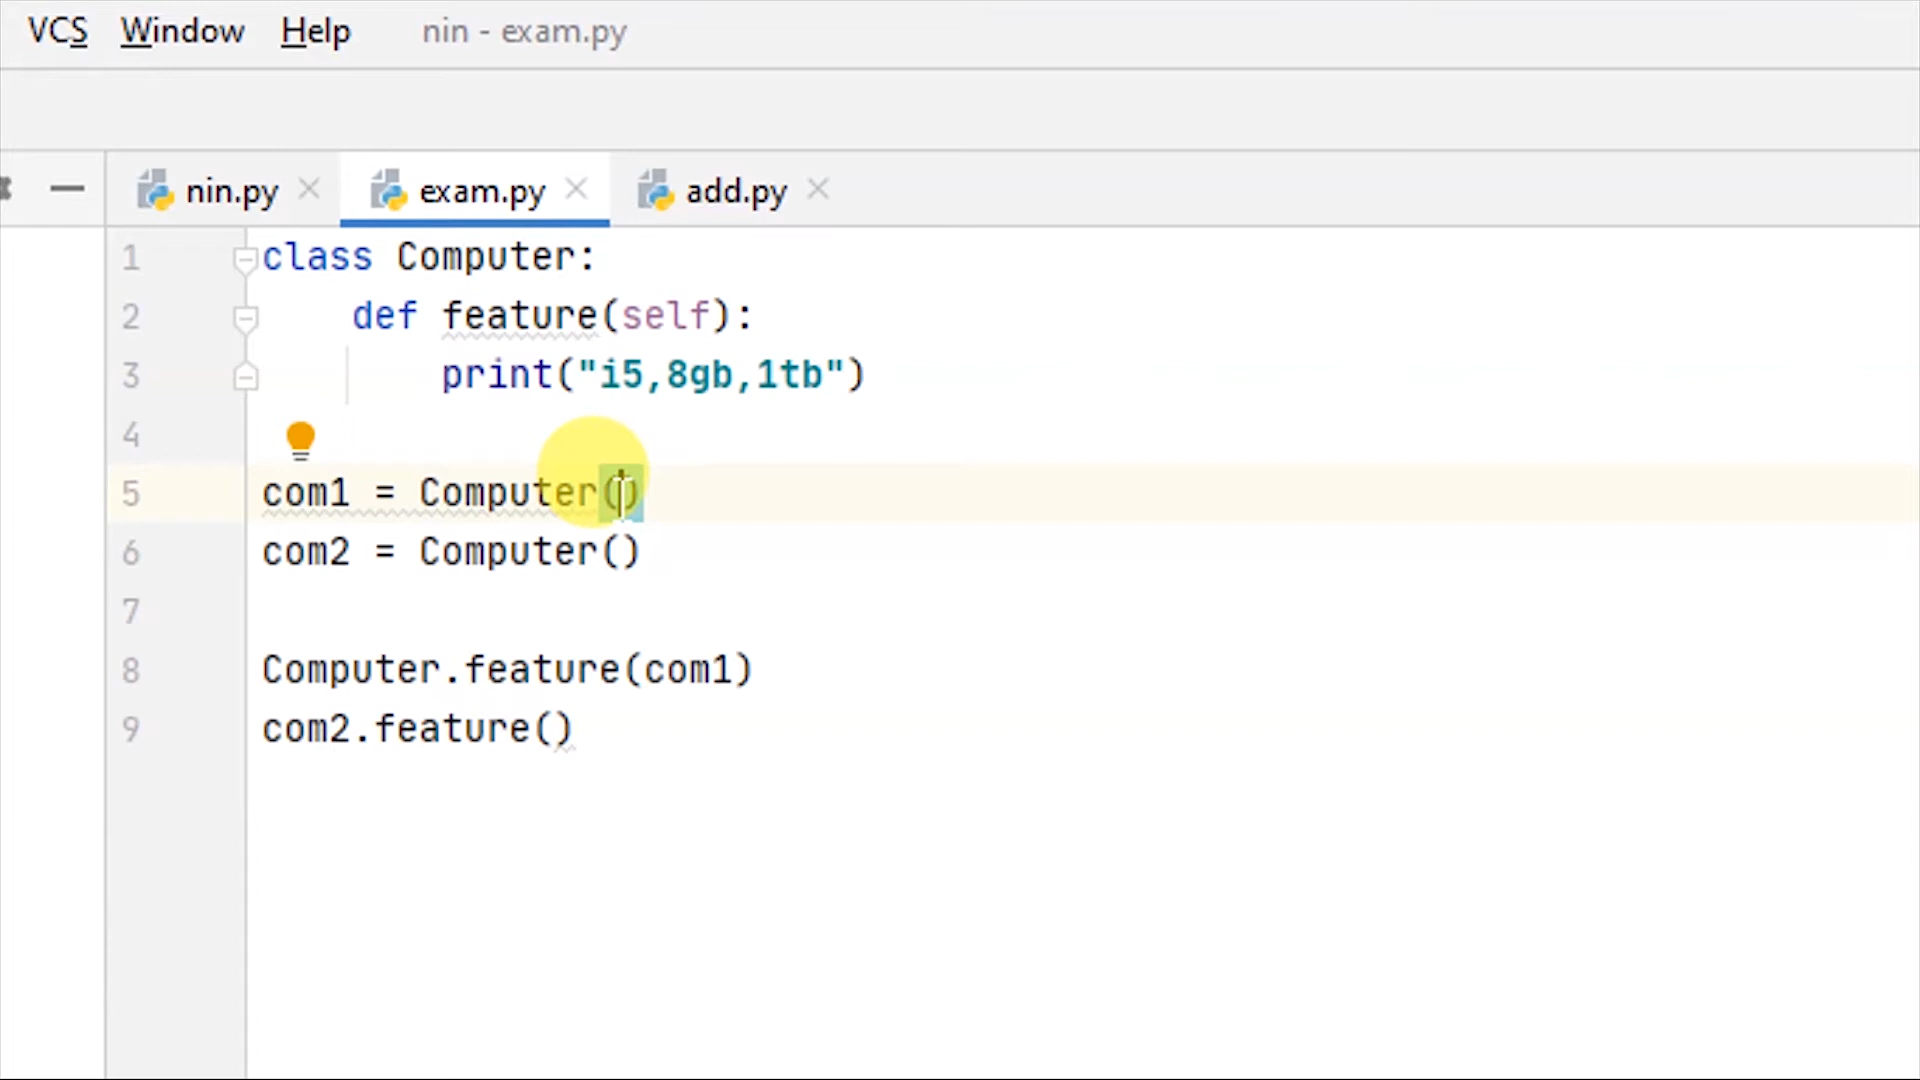 VCS Window Help nin - exam.py
nin.py exam.py add.py
1 class Computer:
2 def feature(self):
3 print("i5,8gb,1tb")
4
5 com1 = Computer()
6 com2 = Computer()
7
8 Computer.feature(com1)
9 com2.feature()